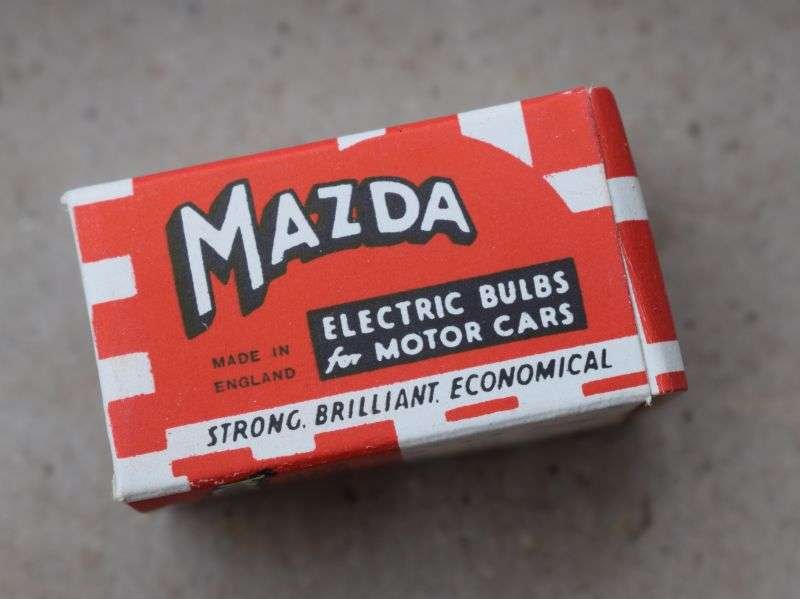 MAZDA
ELECTRIC BULBS
for MOTOR CARS
MADE IN
ENGLAND
STRONG. BRILLIANT. ECONOMICAL